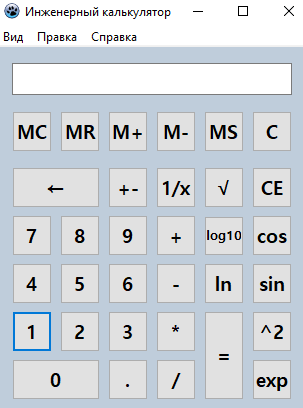 Инженерный калькулятор
Вид Правка Справка
MC MR M+ M- MS C
← +- 1/x √ CE
7 8 9 + log10 cos
4 5 6 - ln sin
1 2 3 * = ^2
0 . / exp